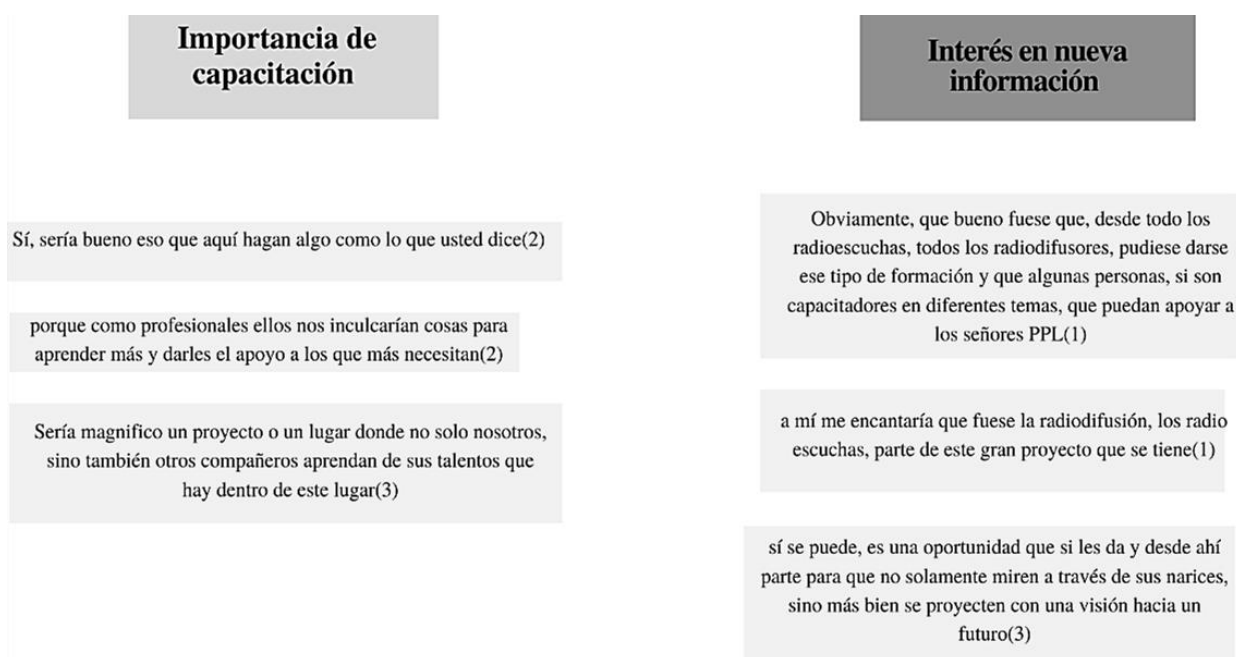 Importancia de
capacitación
Sí, sería bueno eso que aquí hagan algo como lo que usted dice(2)
porque como profesionales ellos nos inculcarían cosas para
aprender más y darles el apoyo a los que más necesitan(2)
Sería magnifico un proyecto o un lugar donde no solo nosotros,
sino también otros compañeros aprendan de sus talentos que
hay dentro de este lugar(3)
Interés en nueva
información
Obviamente, que bueno fuese que, desde todo los
radioescuchas, todos los radiodifusores, pudiese darse
ese tipo de formación y que algunas personas, si son
capacitadores en diferentes temas, que puedan apoyar a
los señores PPL(1)
a mí me encantaría que fuese la radiodifusión, los radio
escuchas, parte de este gran proyecto que se tiene(1)
sí se puede, es una oportunidad que si les da y desde ahí
parte para que no solamente miren a través de sus narices,
sino más bien se proyecten con una visión hacia un
futuro(3)